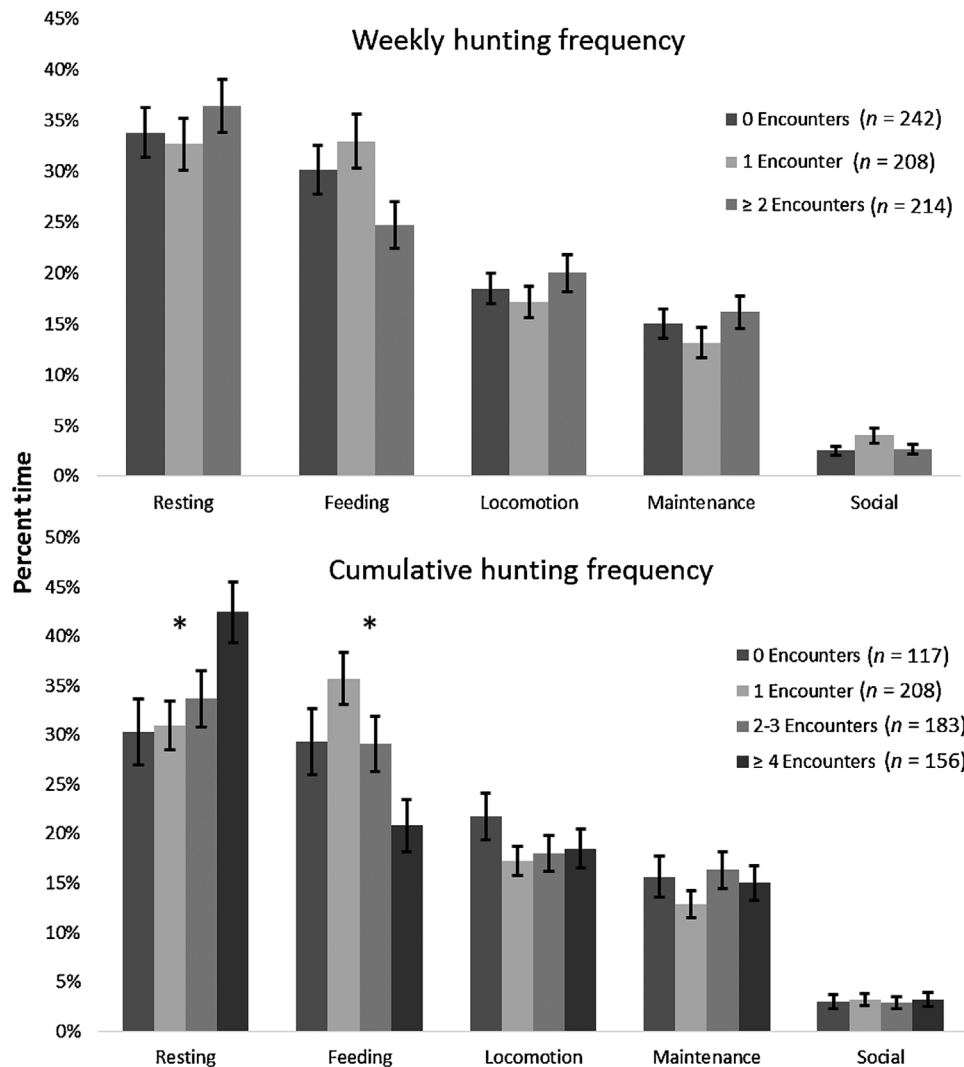 Percent time
45%
40%
35%
30%
25%
20%
15%
10%
5%
0%
Weekly hunting frequency
0 Encounters (n = 242)
1 Encounter (n = 208)
≥ 2 Encounters (n = 214)
Resting Feeding Locomotion Maintenance Social
50%
45%
40%
35%
30%
25%
20%
15%
10%
5%
0%
Cumulative hunting frequency
* *
0 Encounters (n = 117)
1 Encounter (n = 208)
2-3 Encounters (n = 183)
≥ 4 Encounters (n = 156)
Resting Feeding Locomotion Maintenance Social